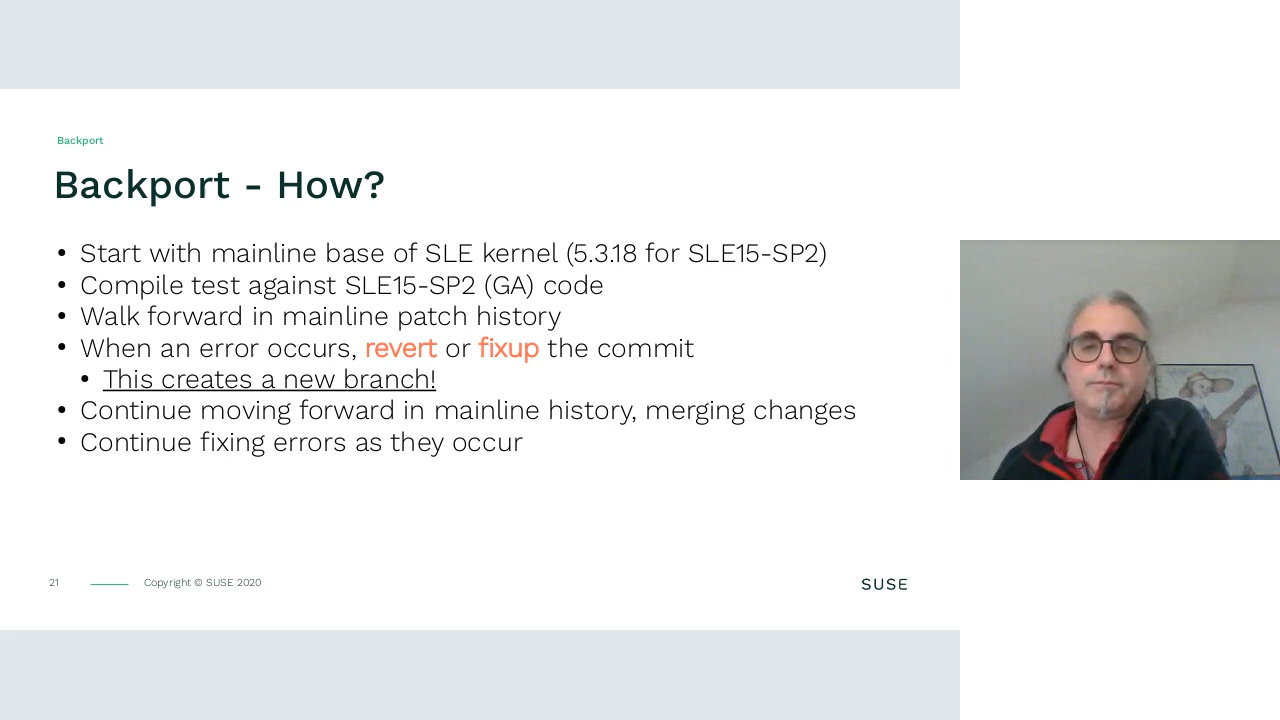 Backport
Backport - How?
• Start with mainline base of SLE kernel (5.3.18 for SLE15-SP2)
• Compile test against SLE15-SP2 (GA) code
• Walk forward in mainline patch history
• When an error occurs, revert or fixup the commit
• This creates a new branch!
• Continue moving forward in mainline history, merging changes
• Continue fixing errors as they occur
21
Copyright © SUSE 2020
SUSE